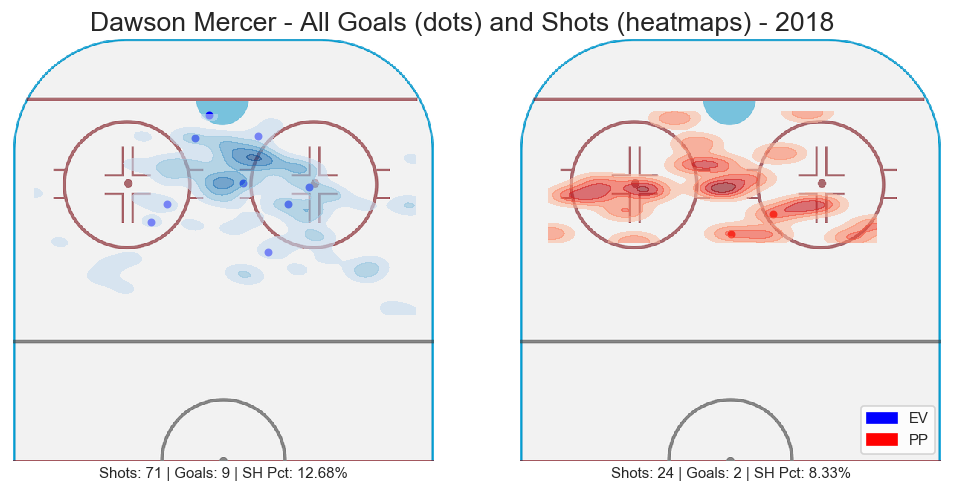 Dawson Mercer - All Goals (dots) and Shots (heatmaps) - 2018
EV
PP
Shots: 71 | Goals: 9 | SH Pct: 12.68%
Shots: 24 | Goals: 2 | SH Pct: 8.33%